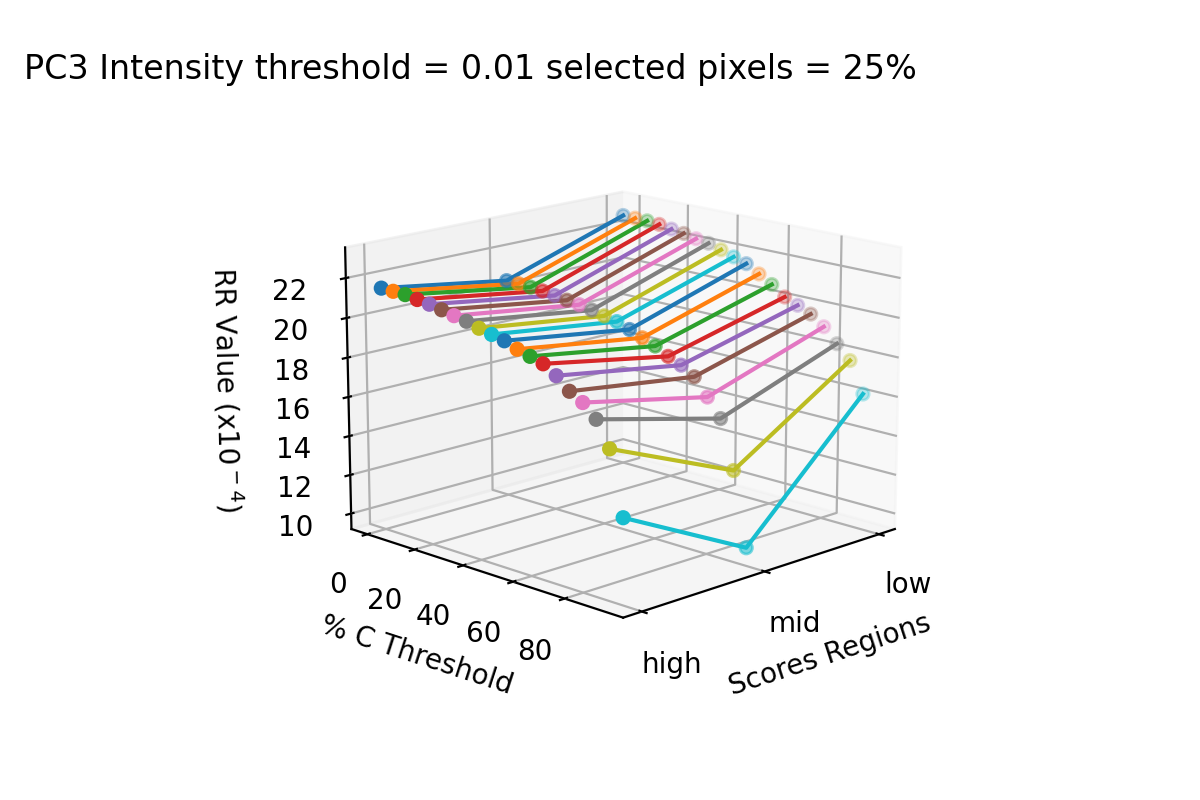 PC3 Intensity threshold = 0.01 selected pixels = 25%
RR Value (x10⁻⁴)
22
20
18
16
14
12
10
0
20
40
60
80
% C Threshold
high
mid
low
Scores Regions